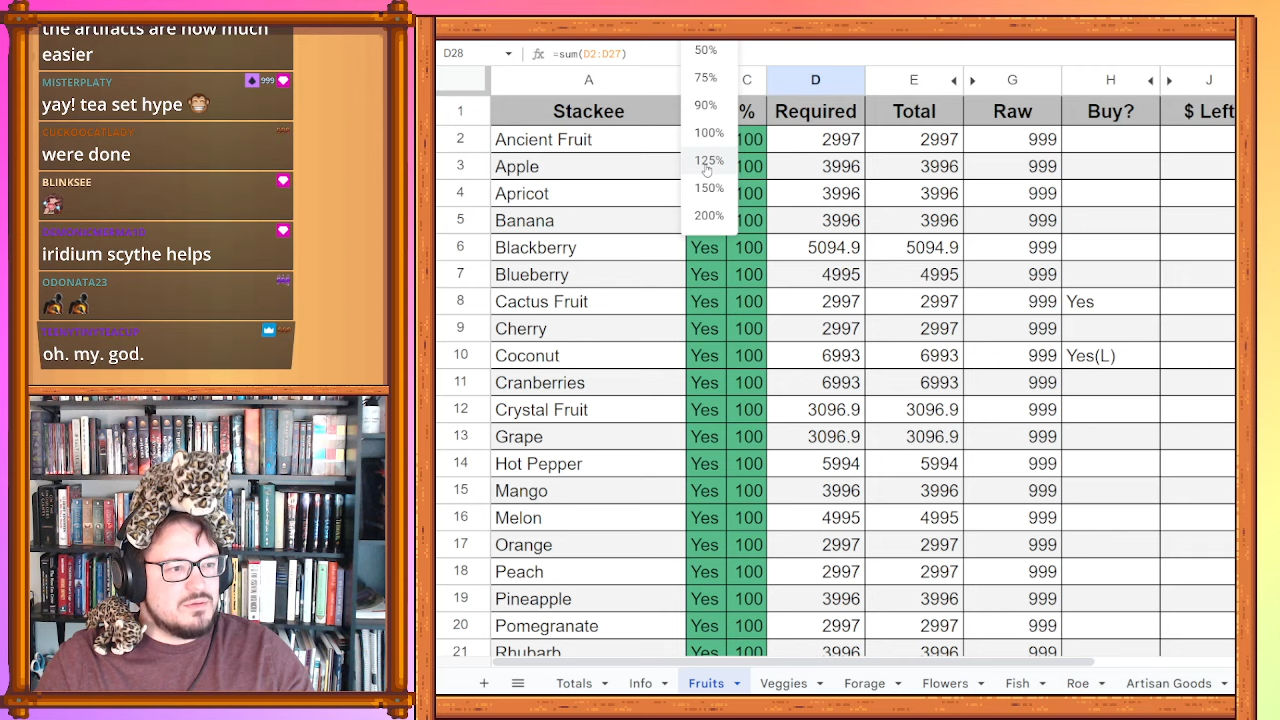 the artifacts are now much
easier
MISTERPLATY 999
yay! tea set hype
CUCKOOCATLADY
were done
BLINKSEE
iridium scythe helps
ODONATA23
oh. my. god.
D28 fx =sum(D2:D27)
50%
75%
90%
100%
125%
150%
200%
A C D E G H J
1 Stackee % Required Total Raw Buy? $ Left
2 Ancient Fruit 100 2997 2997 999
3 Apple 100 3996 3996 999
4 Apricot 100 3996 3996 999
5 Banana 100 3996 3996 999
6 Blackberry Yes 100 5094.9 5094.9 999
7 Blueberry Yes 100 4995 4995 999
8 Cactus Fruit Yes 100 2997 2997 999 Yes
9 Cherry Yes 100 2997 2997 999
10 Coconut Yes 100 6993 6993 999 Yes(L)
11 Cranberries Yes 100 6993 6993 999
12 Crystal Fruit Yes 100 3096.9 3096.9 999
13 Grape Yes 100 3096.9 3096.9 999
14 Hot Pepper Yes 100 5994 5994 999
15 Mango Yes 100 3996 3996 999
16 Melon Yes 100 4995 4995 999
17 Orange Yes 100 2997 2997 999
18 Peach Yes 100 2997 2997 999
19 Pineapple Yes 100 3996 3996 999
20 Pomegranate Yes 100 2997 2997 999
21 Rhubarb Yes 100 3996 3996 999
+ Totals Info Fruits Veggies Forage Flowers Fish Roe Artisan Goods